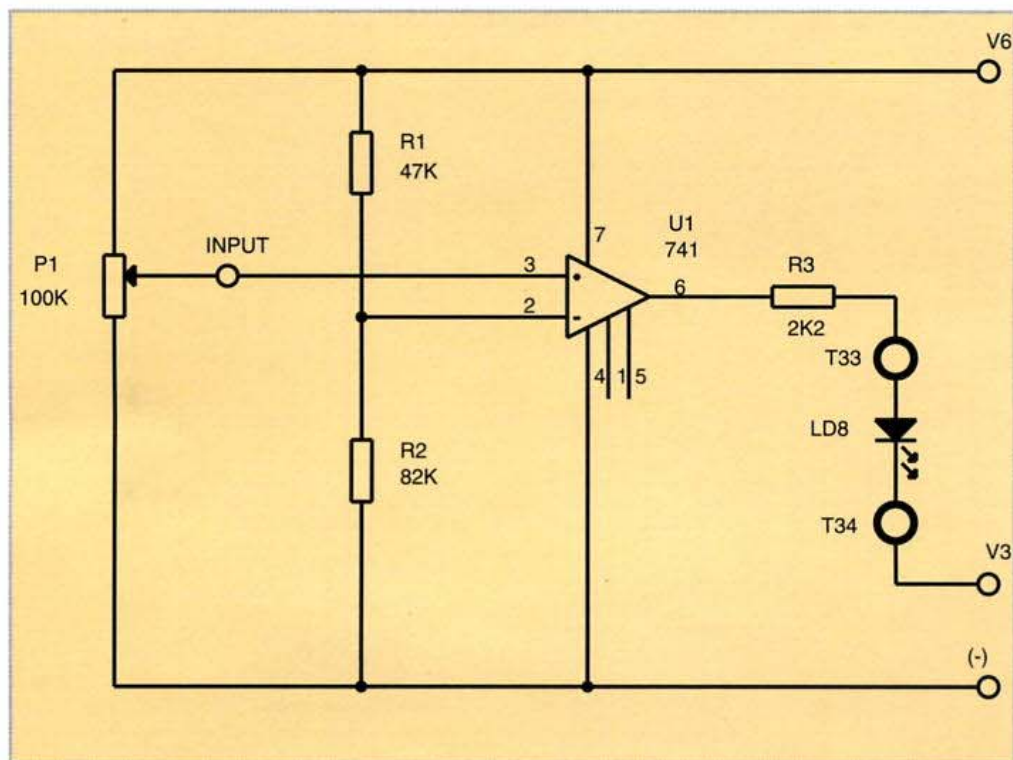 V6
R1
47K
U1
741
7
INPUT
P1
100K
3
2
6
R3
2K2
T33
4 1 5
LD8
R2
82K
T34
V3
(-)